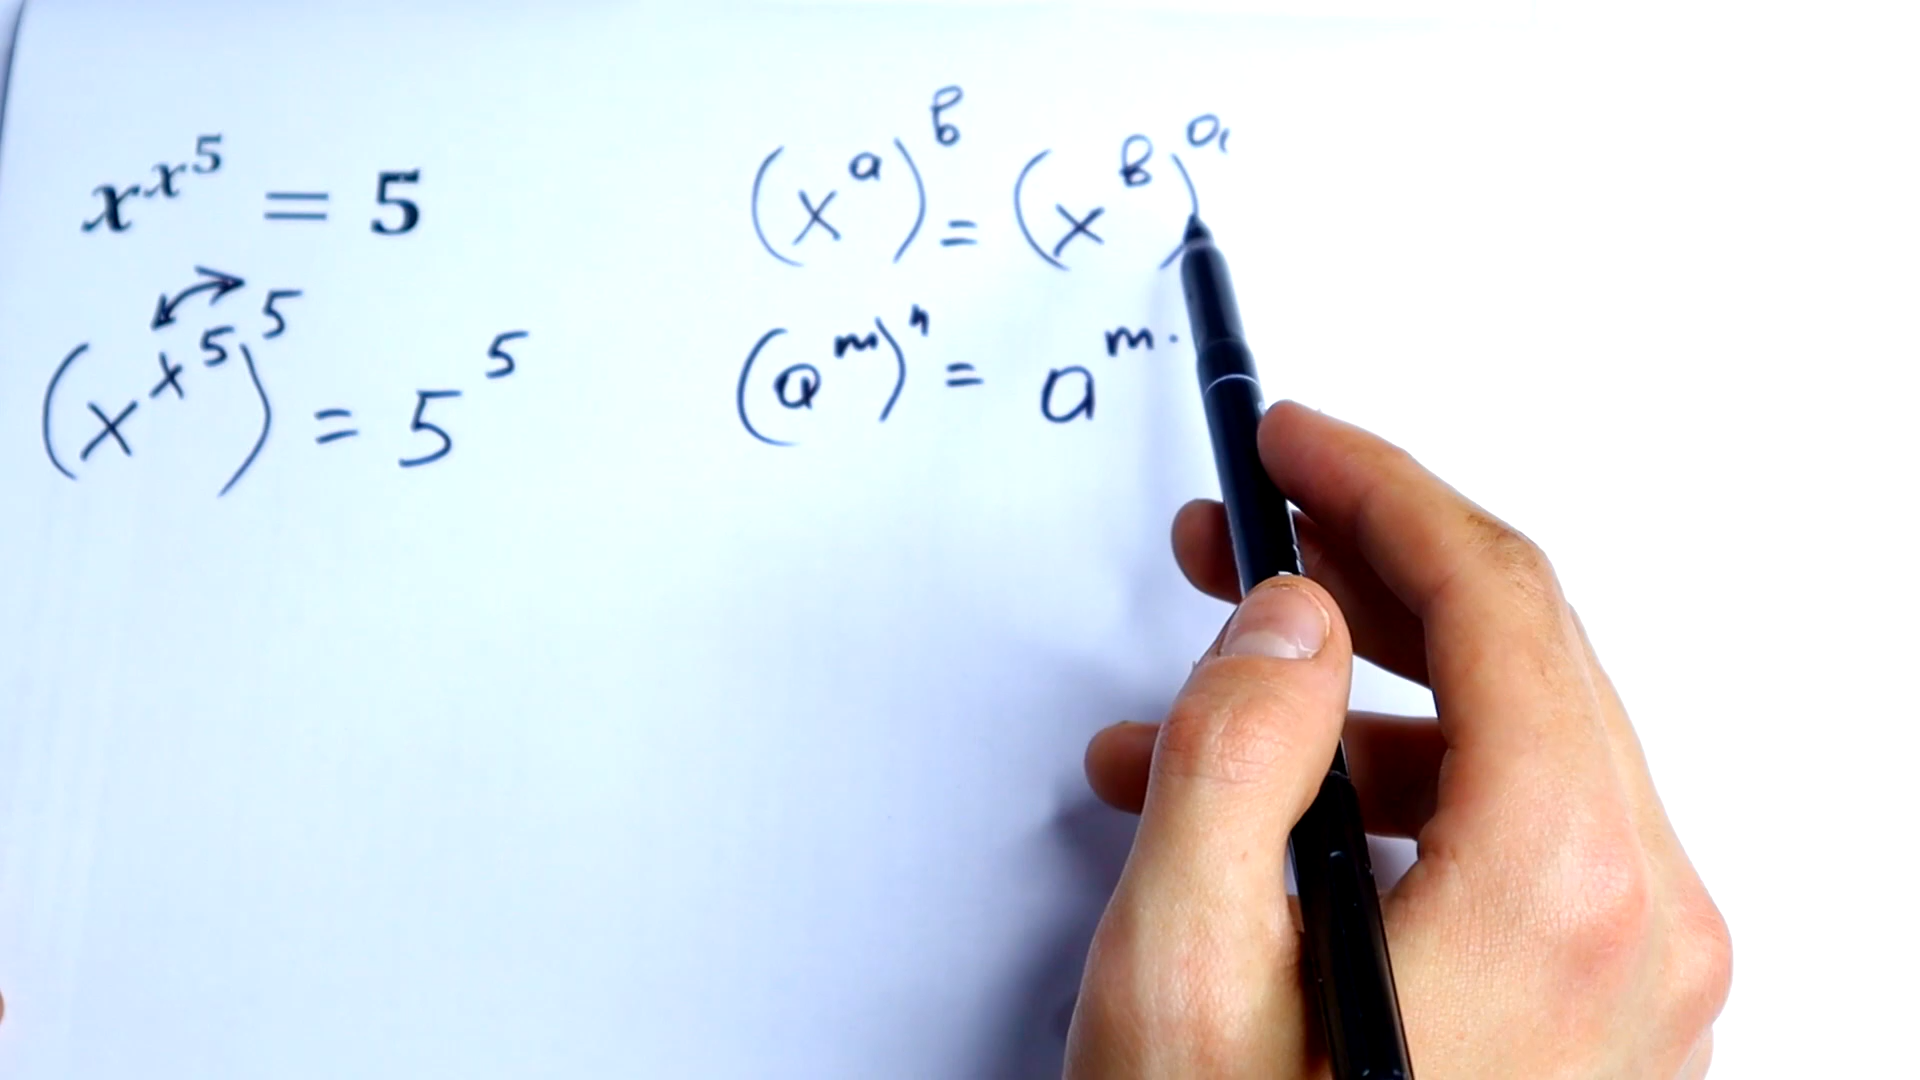 x^{x^5} = 5
(x^{x^5})^5 = 5^5
(x^a)^b = (x^b)^a
(a^m)^n = a^{m·